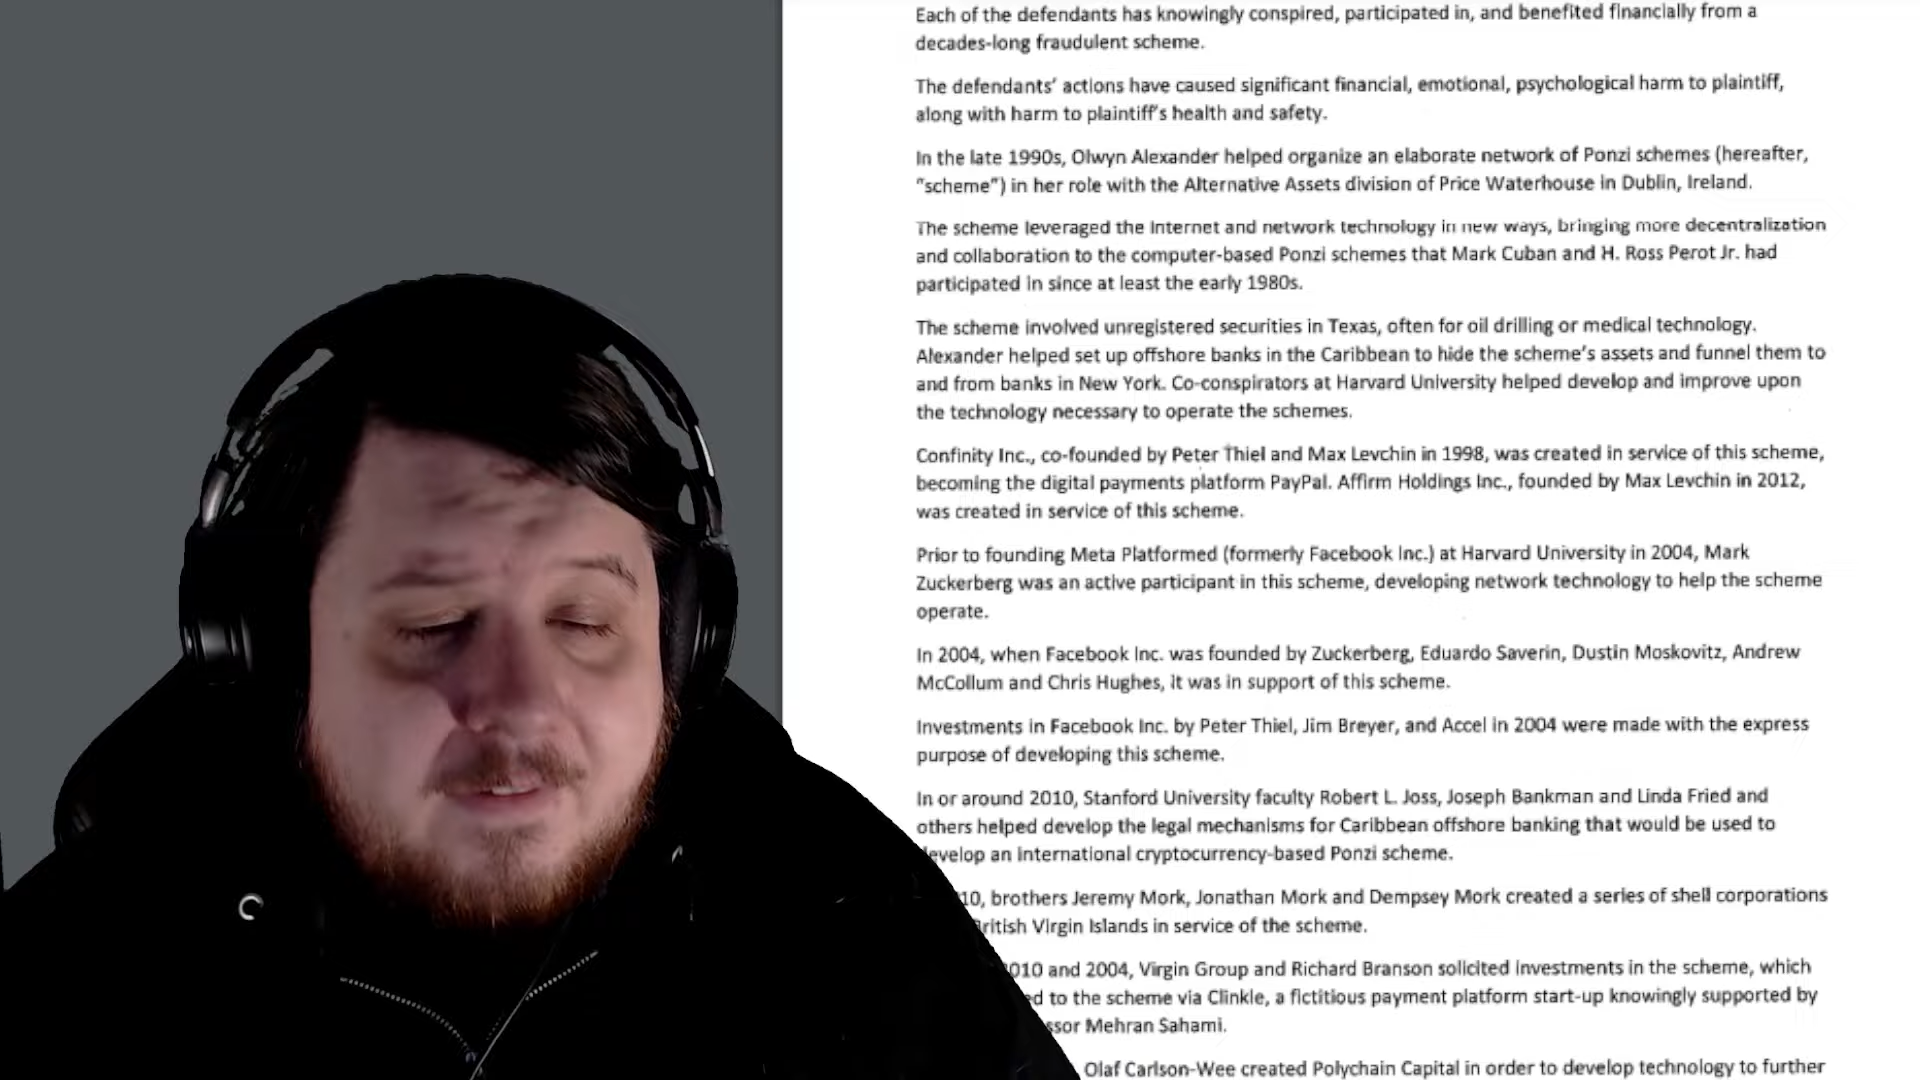 Each of the defendants has knowingly conspired, participated in, and benefited financially from a
decades-long fraudulent scheme.
The defendants' actions have caused significant financial, emotional, psychological harm to plaintiff,
along with harm to plaintiff's health and safety.
In the late 1990s, Olwyn Alexander helped organize an elaborate network of Ponzi schemes (hereafter,
"scheme") in her role with the Alternative Assets division of Price Waterhouse in Dublin, Ireland.
The scheme leveraged the Internet and network technology in new ways, bringing more decentralization
and collaboration to the computer-based Ponzi schemes that Mark Cuban and H. Ross Perot Jr. had
participated in since at least the early 1980s.
The scheme involved unregistered securities in Texas, often for oil drilling or medical technology.
Alexander helped set up offshore banks in the Caribbean to hide the scheme's assets and funnel them to
and from banks in New York. Co-conspirators at Harvard University helped develop and improve upon
the technology necessary to operate the schemes.
Confinity Inc., co-founded by Peter Thiel and Max Levchin in 1998, was created in service of this scheme,
becoming the digital payments platform PayPal. Affirm Holdings Inc., founded by Max Levchin in 2012,
was created in service of this scheme.
Prior to founding Meta Platformed (formerly Facebook Inc.) at Harvard University in 2004, Mark
Zuckerberg was an active participant in this scheme, developing network technology to help the scheme
operate.
In 2004, when Facebook Inc. was founded by Zuckerberg, Eduardo Saverin, Dustin Moskovitz, Andrew
McCollum and Chris Hughes, it was in support of this scheme.
Investments in Facebook Inc. by Peter Thiel, Jim Breyer, and Accel in 2004 were made with the express
purpose of developing this scheme.
In or around 2010, Stanford University faculty Robert L. Joss, Joseph Bankman and Linda Fried and
others helped develop the legal mechanisms for Caribbean offshore banking that would be used to
evelop an international cryptocurrency-based Ponzi scheme.
10, brothers Jeremy Mork, Jonathan Mork and Dempsey Mork created a series of shell corporations
ritish Virgin Islands in service of the scheme.
010 and 2004, Virgin Group and Richard Branson solicited investments in the scheme, which
ed to the scheme via Clinkle, a fictitious payment platform start-up knowingly supported by
ssor Mehran Sahami.
Olaf Carlson-Wee created Polychain Capital in order to develop technology to further